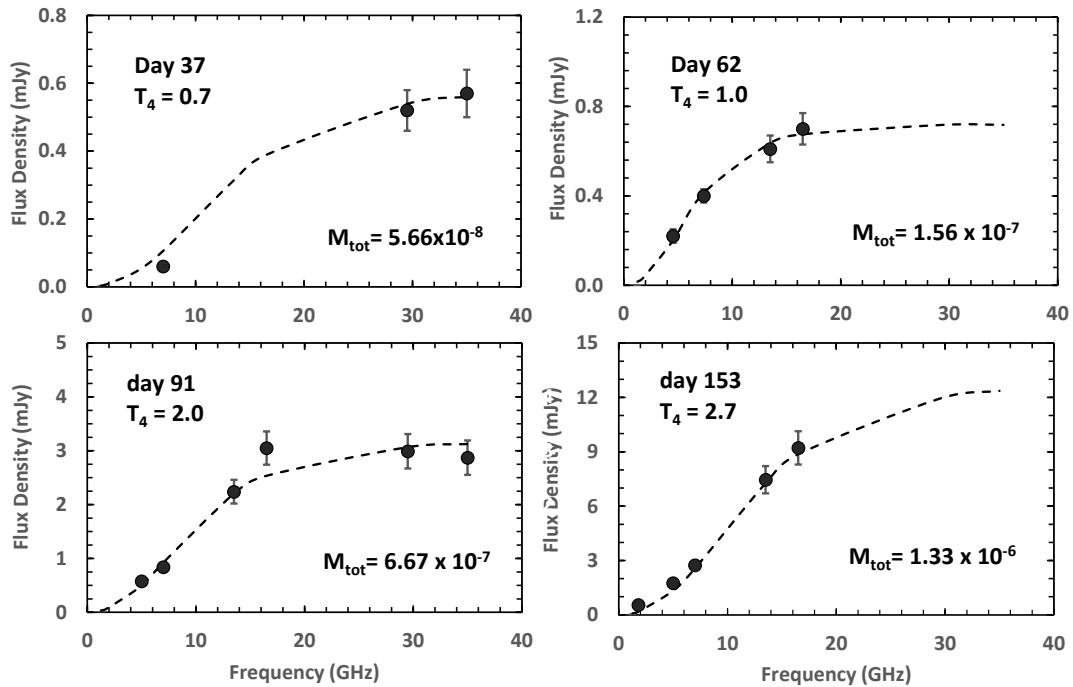 Flux Density (mJy)
0.8
0.6
0.4
0.2
0.0
0
10
20
30
40
Day 37
T₄ = 0.7
M_tot= 5.66x10⁻⁸
Flux Density (mJy)
1.2
0.8
0.4
0.0
0
10
20
30
40
Day 62
T₄ = 1.0
M_tot= 1.56 x 10⁻⁷
Flux Density (mJy)
5
4
3
2
1
0
0
10
20
30
40
day 91
T₄ = 2.0
M_tot= 6.67 x 10⁻⁷
Frequency (GHz)
Flux Density (mJy)
15
12
9
6
3
0
0
10
20
30
40
day 153
T₄ = 2.7
M_tot= 1.33 x 10⁻⁶
Frequency (GHz)